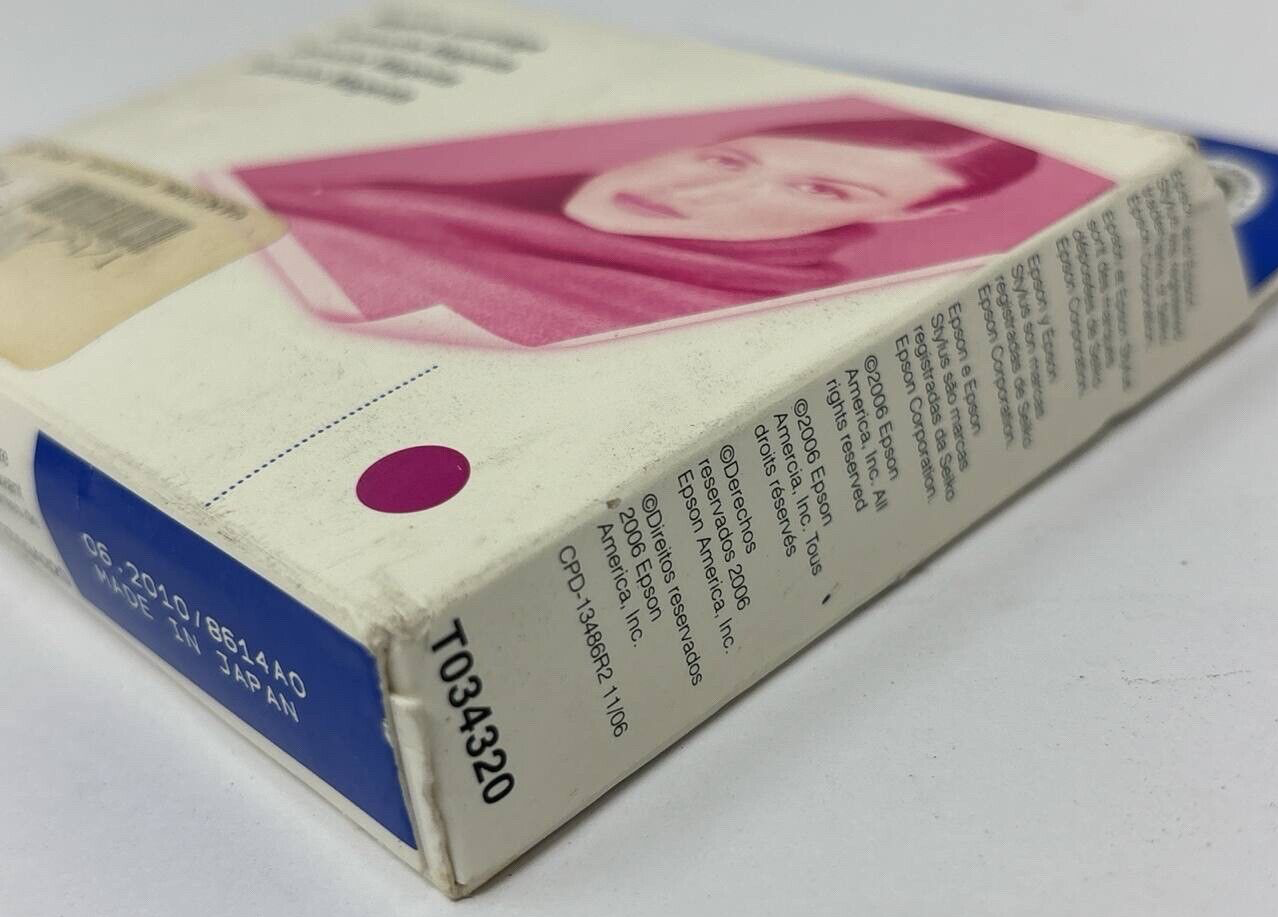 Epson and Epson
Stylus are registered
trademarks of Seiko
Epson Corporation.
Epson et Epson Stylus
sont des marques
déposées de Seiko
Epson Corporation.
Epson y Epson
Stylus son marcas
registradas de Seiko
Epson Corporation.
Epson e Epson
Stylus são marcas
registradas da Seiko
Epson Corporation.
©2006 Epson
America, Inc. All
rights reserved
©2006 Epson
Amercia, Inc. Tous
droits réservés
©Derechos
reservados 2006
Epson America, Inc.
©Direitos reservados
2006 Epson
America, Inc.
CPD-13486R2 11/06
T034320
06.2010/8614A0
MADE IN JAPAN